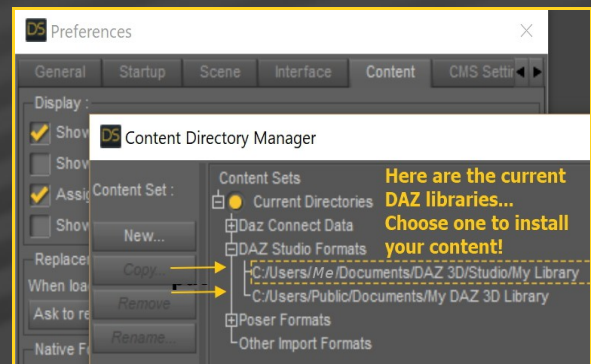 DS Preferences
General Startup Scene Interface Content CMS Settin
Display :
Show
Show
Assig
Show
Replace
When loa
Ask to re
Native F
DS Content Directory Manager
Content Set :
New...
Copy...
Remove
Rename...
Content Sets
Current Directories
Daz Connect Data
DAZ Studio Formats
C:/Users/Me/Documents/DAZ 3D/Studio/My Library
C:/Users/Public/Documents/My DAZ 3D Library
Poser Formats
Other Import Formats
Here are the current
DAZ libraries...
Choose one to install
your content!